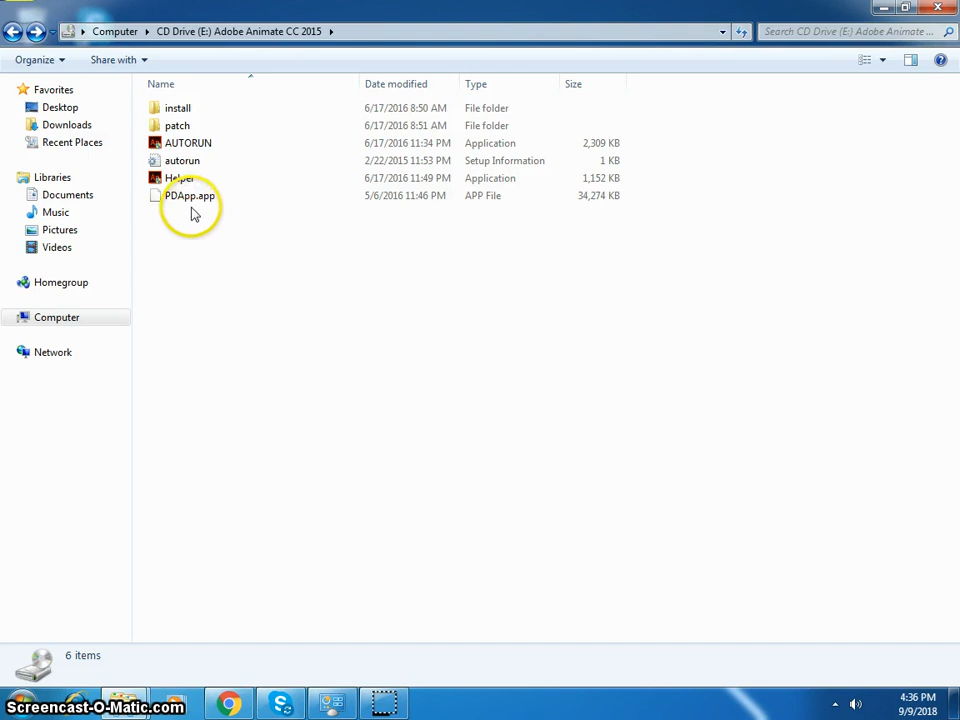 Computer CD Drive (E:) Adobe Animate CC 2015
Search CD Drive (E:) Adobe Animate ...
Organize Share with
Name Date modified Type Size
install 6/17/2016 8:50 AM File folder
patch 6/17/2016 8:51 AM File folder
AUTORUN 6/17/2016 11:34 PM Application 2,309 KB
autorun 2/22/2015 11:53 PM Setup Information 1 KB
Helper 6/17/2016 11:49 PM Application 1,152 KB
PDApp.app 5/6/2016 11:46 PM APP File 34,274 KB
Favorites
Desktop
Downloads
Recent Places
Libraries
Documents
Music
Pictures
Videos
Homegroup
Computer
Network
6 items
Screencast-O-Matic.com
4:36 PM
9/9/2018